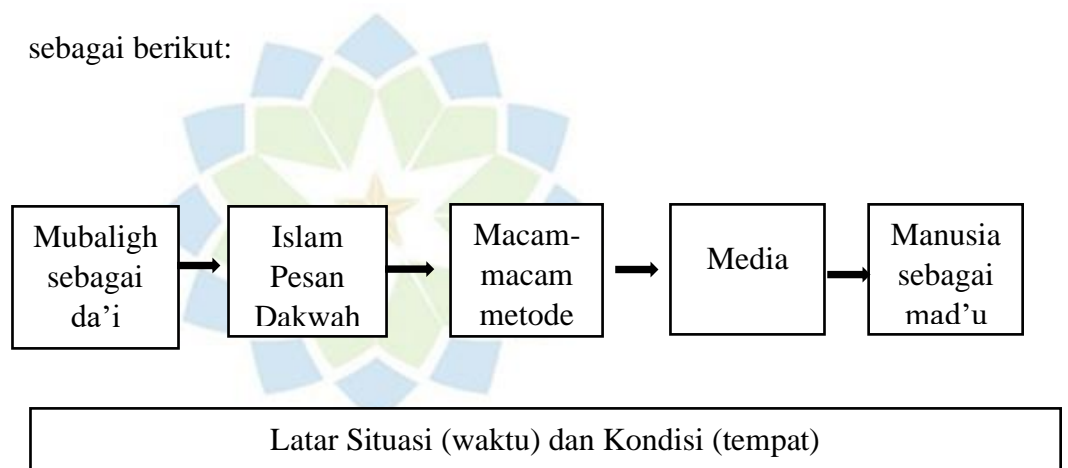 sebagai berikut:
Mubaligh
sebagai
da’i
Islam
Pesan
Dakwah
Macam-
macam
metode
Media
Manusia
sebagai
mad’u
Latar Situasi (waktu) dan Kondisi (tempat)